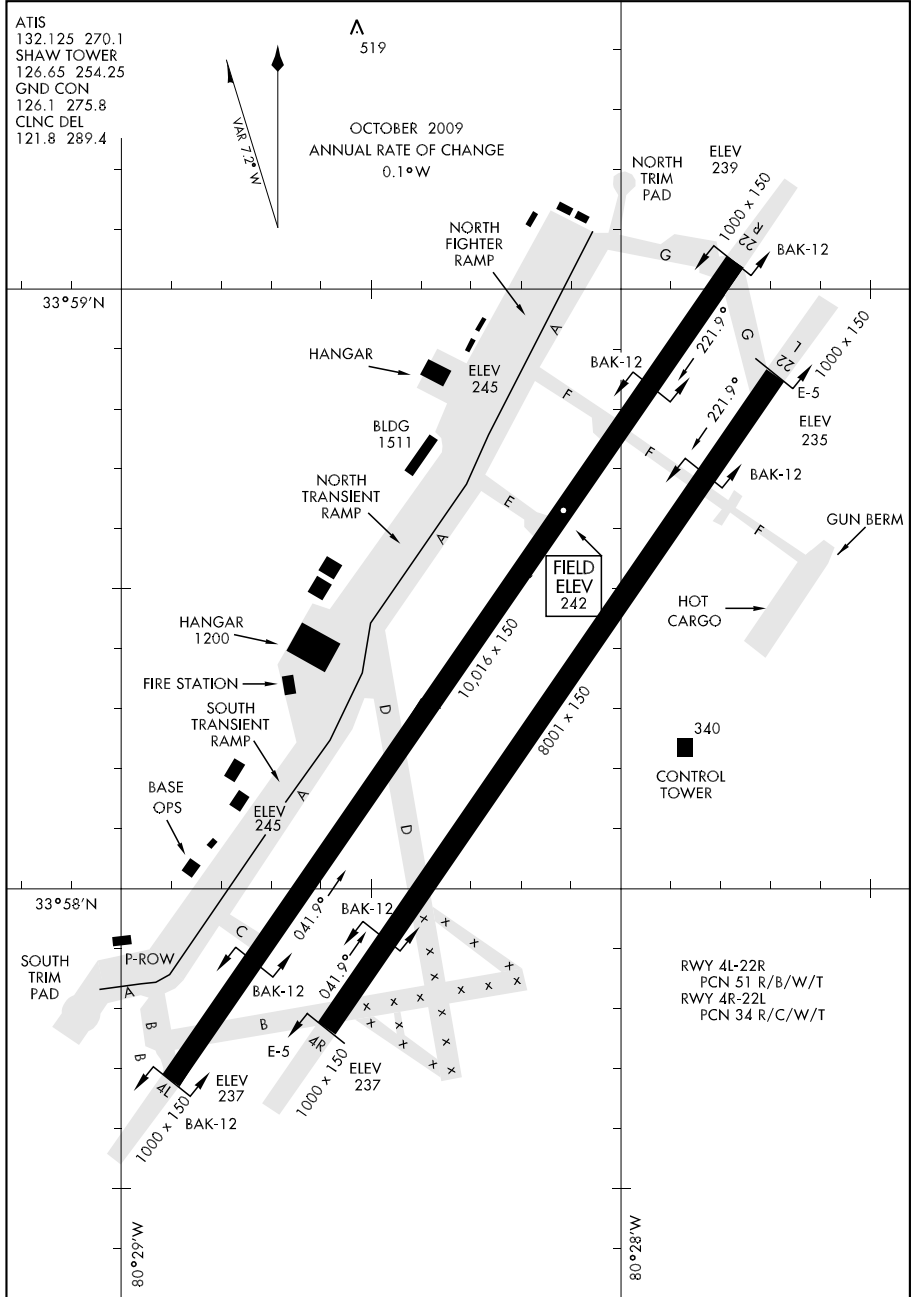 ATIS
132.125 270.1
SHAW TOWER
126.65 254.25
GND CON
126.1 275.8
CLNC DEL
121.8 289.4
519
VAR 7.2° W
OCTOBER 2009
ANNUAL RATE OF CHANGE
0.1° W
NORTH
TRIM
PAD
ELEV
239
1000 x 150
22 R
BAK-12
G
NORTH
FIGHTER
RAMP
33°59'N
A
HANGAR
ELEV
245
BAK-12
221.9°
G
22 L
1000 x 150
E-5
ELEV
235
F
221.9°
BLDG
1511
F
BAK-12
NORTH
TRANSIENT
RAMP
E
A
F
GUN BERM
FIELD
ELEV
242
HOT
CARGO
HANGAR
1200
10,016 x 150
FIRE STATION
D
8001 x 150
SOUTH
TRANSIENT
RAMP
340
CONTROL
TOWER
BASE
OPS
A
ELEV
245
D
33°58'N
041.9°
BAK-12
C
x x x x x x x x x x x x x x x x x x x x x x
SOUTH
TRIM
PAD
P-ROW
A
BAK-12
041.9°
RWY 4L-22R
PCN 51 R/B/W/T
RWY 4R-22L
PCN 34 R/C/W/T
B
B
B
E-5
4R
ELEV
237
1000 x 150
4L
ELEV
237
BAK-12
1000 x 150
80°29'W
80°28'W